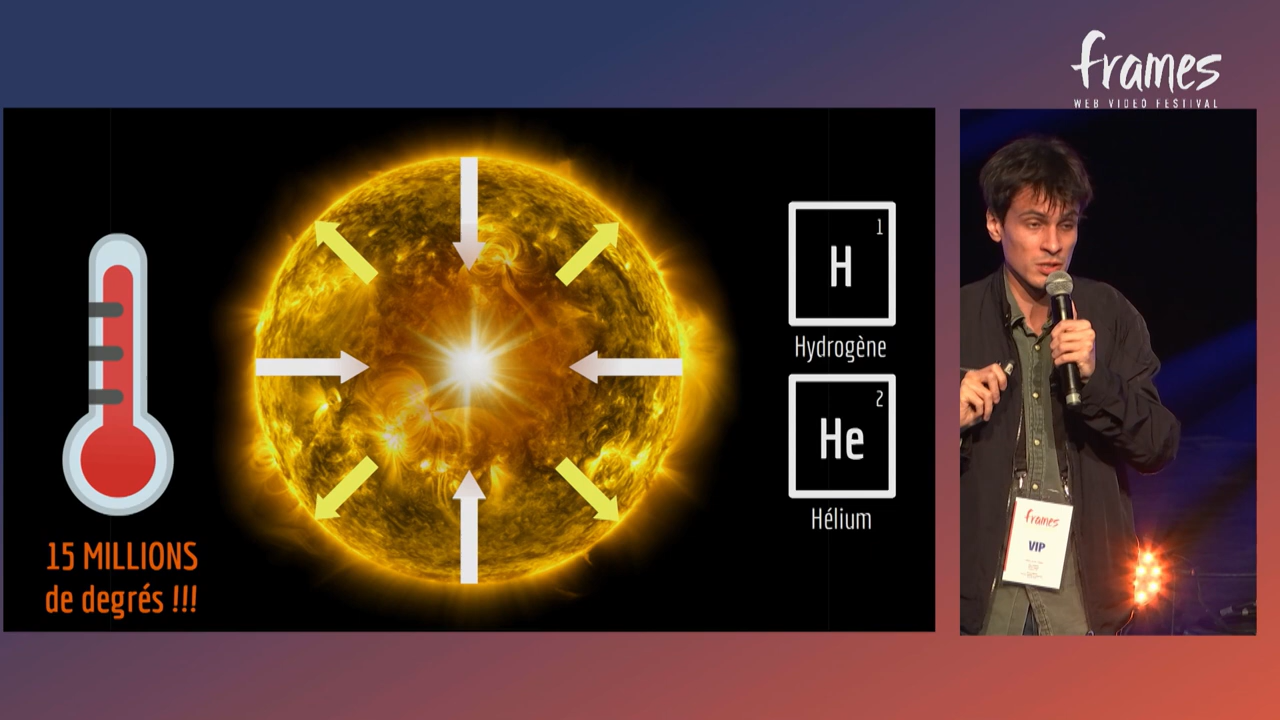 frames
WEB VIDEO FESTIVAL
15 MILLIONS
de degrés !!!
1
H
Hydrogène
2
He
Hélium
frames
VIP